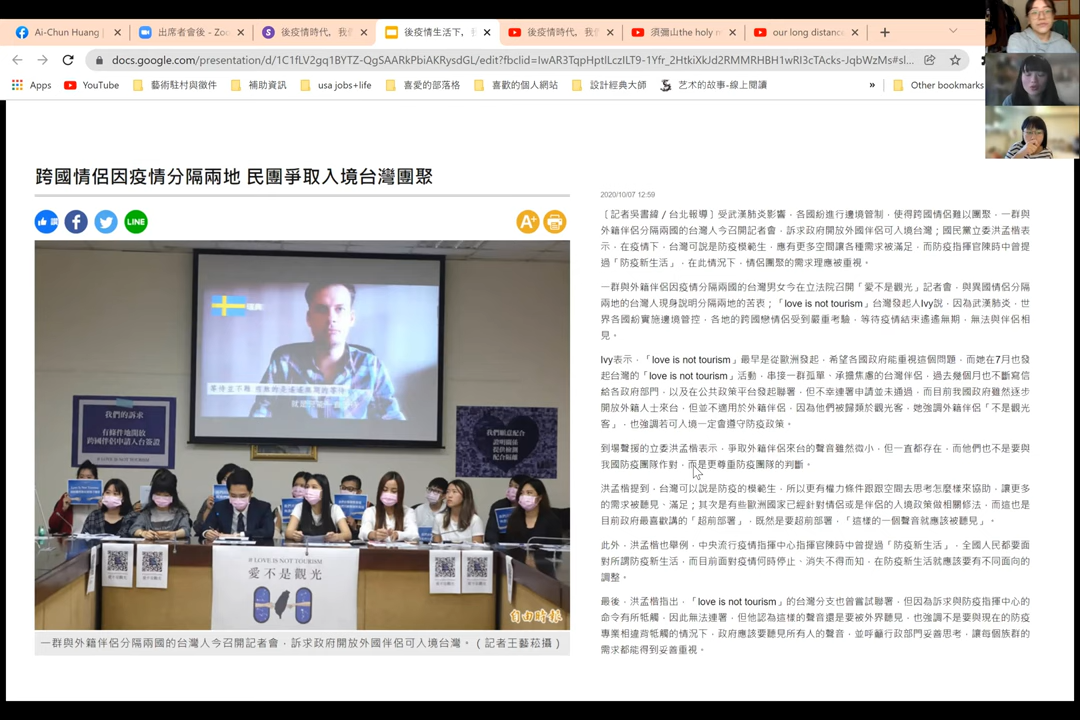 Ai-Chun Huang |
出席者會後 - Zoo
後疫情時代，我
後疫情生活下，
後疫情時代，我
須彌山the holy m
our long distanc
docs.google.com/presentation/d/1C1fLV2gq1BYTZ-QgSAARkPbiAKRysdGL/edit?fbclid=IwAR3TqpHptlLczILT9-1Yfr_2HtkiXkJd2RMMRHBH1wRI3cTAcks-JqbWzMs#sl...
Apps
YouTube
藝術駐村與徵件
補助資訊
usa jobs+life
喜愛的部落格
喜歡的個人網站
設計經典大師
艺术的故事-線上閱讀
»
Other bookmarks
跨國情侶因疫情分隔兩地 民團爭取入境台灣團聚
讚
LINE
A+
我們的訴求
有條件地開放
跨國伴侶申請入台簽證
我們願意配合
證明關係
提供檢測
配合隔離
# LOVE IS NOT TOURISM
愛不是觀光
自由時報
一群與外籍伴侶分隔兩國的台灣人今召開記者會，訴求政府開放外國伴侶可入境台灣。（記者王藝菘攝）
2020/10/07 12:59
〔記者吳書緯／台北報導〕受武漢肺炎影響，各國紛進行邊境管制，使得跨國情侶難以團聚，一群與
外籍伴侶分隔兩國的台灣人今召開記者會，訴求政府開放外國伴侶可入境台灣；國民黨立委洪孟楷表
示，在疫情下，台灣可說是防疫模範生，應有更多空間讓各種需求被滿足，而防疫指揮官陳時中曾提
過「防疫新生活」，在此情況下，情侶團聚的需求理應被重視。
一群與外籍伴侶因疫情分隔兩國的台灣男女今在立法院召開「愛不是觀光」記者會，與異國情侶分隔
兩地的台灣人現身說明分隔兩地的苦衷；「love is not tourism」台灣發起人Ivy說，因為武漢肺炎，世
界各國紛實施邊境管控，各地的跨國戀情侶受到嚴重考驗，等待疫情結束遙遙無期，無法與伴侶相
見。
Ivy表示，「love is not tourism」最早是從歐洲發起，希望各國政府能重視這個問題，而她在7月也發
起台灣的「love is not tourism」活動，串接一群孤單、承擔焦慮的台灣伴侶，過去幾個月也不斷寫信
給各政府部門，以及在公共政策平台發起聯署，但不幸連署申請並未通過，而目前我國政府雖然逐步
開放外籍人士來台，但並不適用於外籍伴侶，因為他們被歸類於觀光客，她強調外籍伴侶「不是觀光
客」，也強調若可入境一定會遵守防疫政策。
到場聲援的立委洪孟楷表示，爭取外籍伴侶來台的聲音雖然微小，但一直都存在，而他們也不是要與
我國防疫團隊作對，而是更尊重防疫團隊的判斷。
洪孟楷提到，台灣可以說是防疫的模範生，所以更有權力條件跟跟空間去思考怎麼樣來協助，讓更多
的需求被聽見、滿足；其次是有些歐洲國家已經針對情侶或是伴侶的入境政策做相關修法，而這也是
目前政府最喜歡講的「超前部署」，既然是要超前部署，「這樣的一個聲音就應該被聽見」。
此外，洪孟楷也舉例，中央流行疫情指揮中心指揮官陳時中曾提過「防疫新生活」，全國人民都要面
對所謂防疫新生活，而目前面對疫情何時停止、消失不得而知，在防疫新生活就應該要有不同面向的
調整。
最後，洪孟楷指出，「love is not tourism」的台灣分支也曾嘗試聯署，但因為訴求與防疫指揮中心的
命令有所牴觸，因此無法連署，但他認為這樣的聲音還是要被外界聽見，也強調不是要與現在的防疫
專業相違背牴觸的情況下，政府應該要聽見所有人的聲音，並呼籲行政部門妥善思考，讓每個族群的
需求都能得到妥善重視。